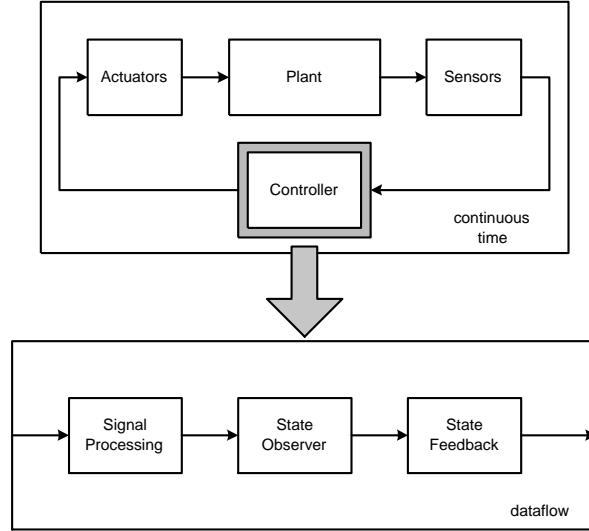 Actuators
Plant
Sensors
Controller
continuous
time
Signal
Processing
State
Observer
State
Feedback
dataflow